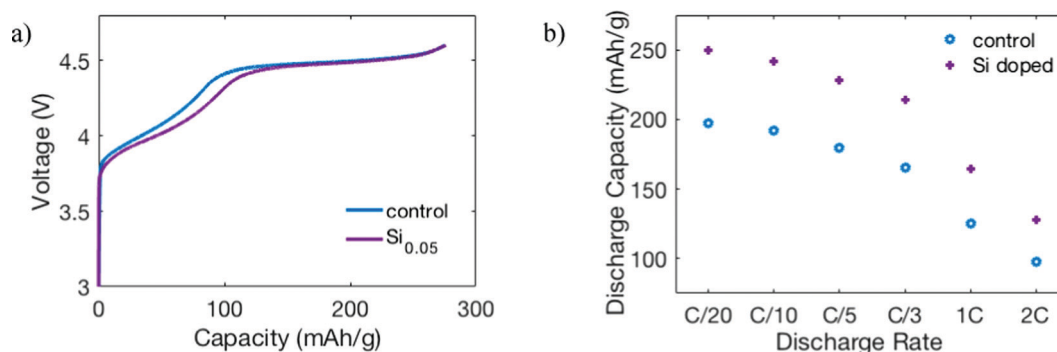 a)
Voltage (V)
4.5
4
3.5
3
0
100
200
300
Capacity (mAh/g)
control
Si0.05
b)
Discharge Capacity (mAh/g)
250
200
150
100
C/20
C/10
C/5
C/3
1C
2C
Discharge Rate
control
Si doped